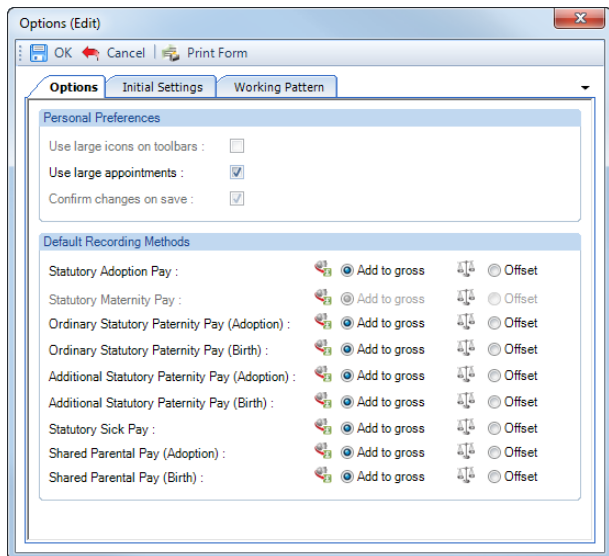 Options (Edit)
OK Cancel Print Form
Options Initial Settings Working Pattern
Personal Preferences
Use large icons on toolbars :
Use large appointments :
Confirm changes on save :
Default Recording Methods
Statutory Adoption Pay : Add to gross Offset
Statutory Maternity Pay : Add to gross Offset
Ordinary Statutory Paternity Pay (Adoption) : Add to gross Offset
Ordinary Statutory Paternity Pay (Birth) : Add to gross Offset
Additional Statutory Paternity Pay (Adoption) : Add to gross Offset
Additional Statutory Paternity Pay (Birth) : Add to gross Offset
Statutory Sick Pay : Add to gross Offset
Shared Parental Pay (Adoption) : Add to gross Offset
Shared Parental Pay (Birth) : Add to gross Offset